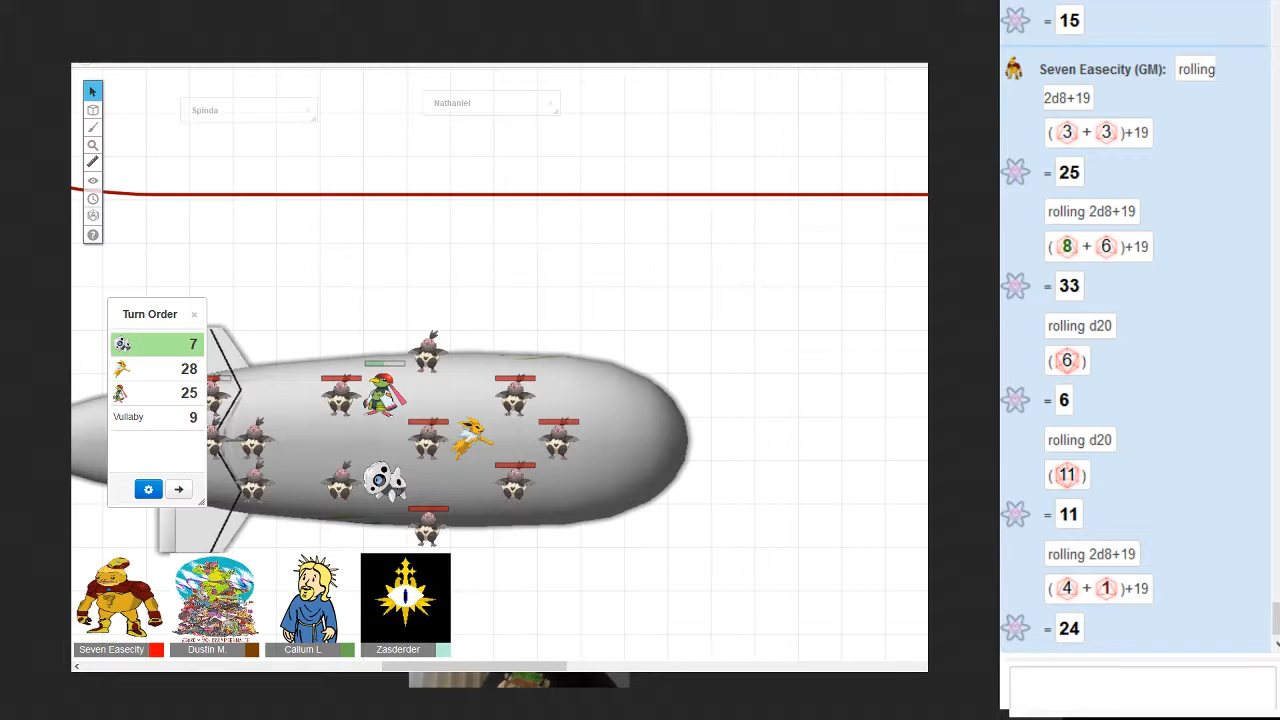 Spinda
Nathaniel
Turn Order
7
28
25
Vullaby 9
Seven Easecity
Dustin M.
Callum L
Zasderder
= 15
Seven Easecity (GM): rolling
2d8+19
(3 + 3)+19
= 25
rolling 2d8+19
(8 + 6)+19
= 33
rolling d20
(6)
= 6
rolling d20
(11)
= 11
rolling 2d8+19
(4 + 1)+19
= 24